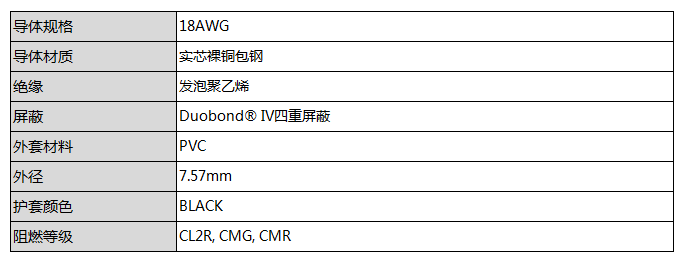 导体规格 18AWG
导体材质 实芯裸铜包钢
绝缘 发泡聚乙烯
屏蔽 Duobond® IV四重屏蔽
外套材料 PVC
外径 7.57mm
护套颜色 BLACK
阻燃等级 CL2R, CMG, CMR